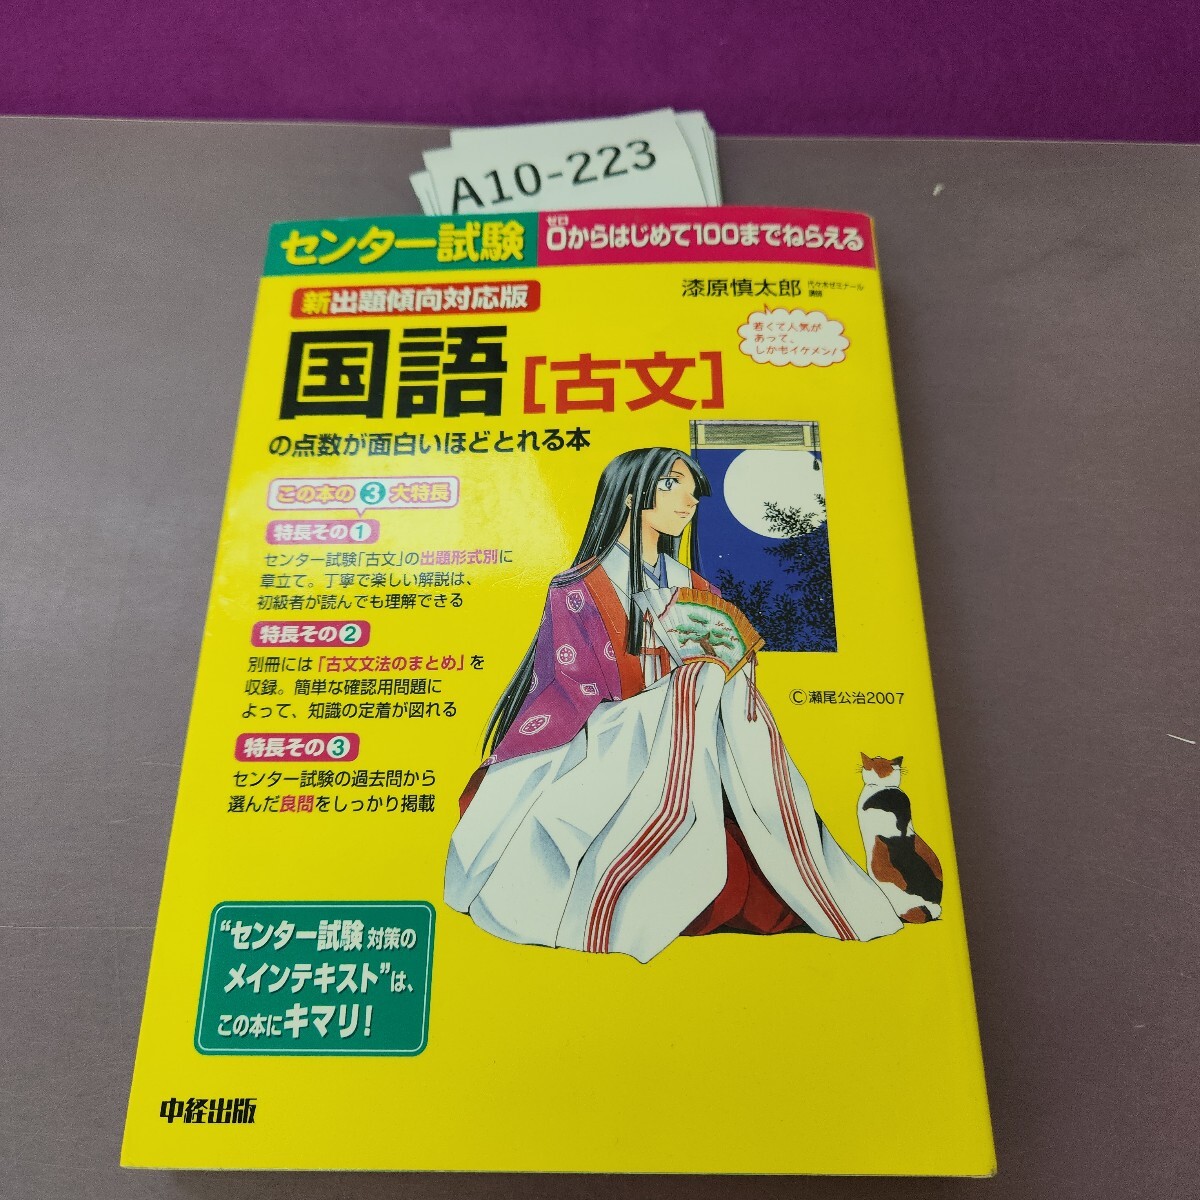 A10-223
センター試験
ゼロ
0からはじめて100までねらえる
新出題傾向対応版
漆原慎太郎 代々木ゼミナール
講師
若くて人気が
あって、
しかもイケメン!
国語[古文]
の点数が面白いほどとれる本
この本の3大特長
特長その1
センター試験「古文」の出題形式別に
章立て。丁寧で楽しい解説は、
初級者が読んでも理解できる
特長その2
別冊には「古文文法のまとめ」を
収録。簡単な確認用問題に
よって、知識の定着が図れる
特長その3
センター試験の過去問から
選んだ良問をしっかり掲載
©瀬尾公治2007
"センター試験 対策の
メインテキスト"は、
この本にキマリ!
中経出版